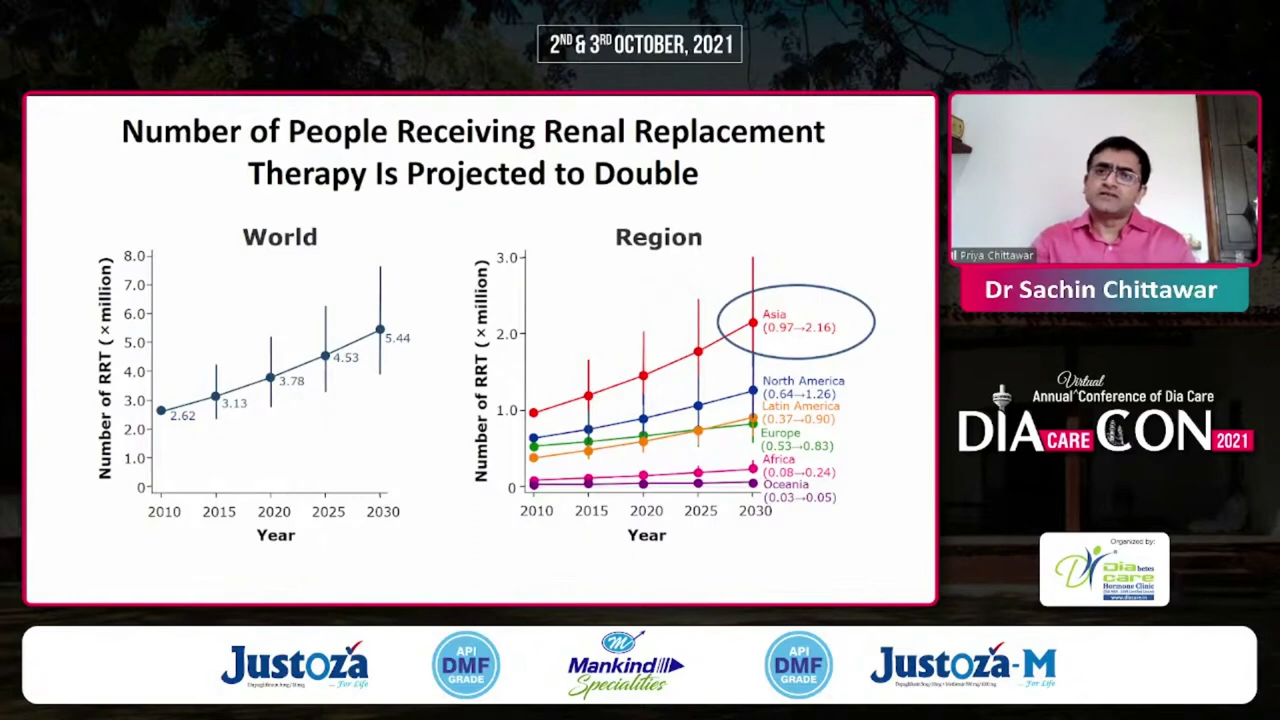 2ND & 3RD OCTOBER, 2021
Number of People Receiving Renal Replacement
Therapy Is Projected to Double
World
Number of RRT ( × million)
8.0
7.0
6.0
5.0
4.0
3.0
2.0
1.0
0
2.62
3.13
3.78
4.53
5.44
2010 2015 2020 2025 2030
Year
Region
Number of RRT ( × million)
3.0
2.0
1.0
0
Asia
(0.97→2.16)
North America
(0.64→1.26)
Latin America
(0.37→0.90)
Europe
(0.53→0.83)
Africa
(0.08→0.24)
Oceania
(0.03→0.05)
2010 2015 2020 2025 2030
Year
Priya Chittawar
Dr Sachin Chittawar
Virtual
Annual Conference of Dia Care
DIA CARE CON 2021
Organized by:
Diabetes
care
Hormone Clinic
JUSTOZA
... For Life
API
DMF
GRADE
Mankind
Specialities
API
DMF
GRADE
JUSTOZA-M
... For Life